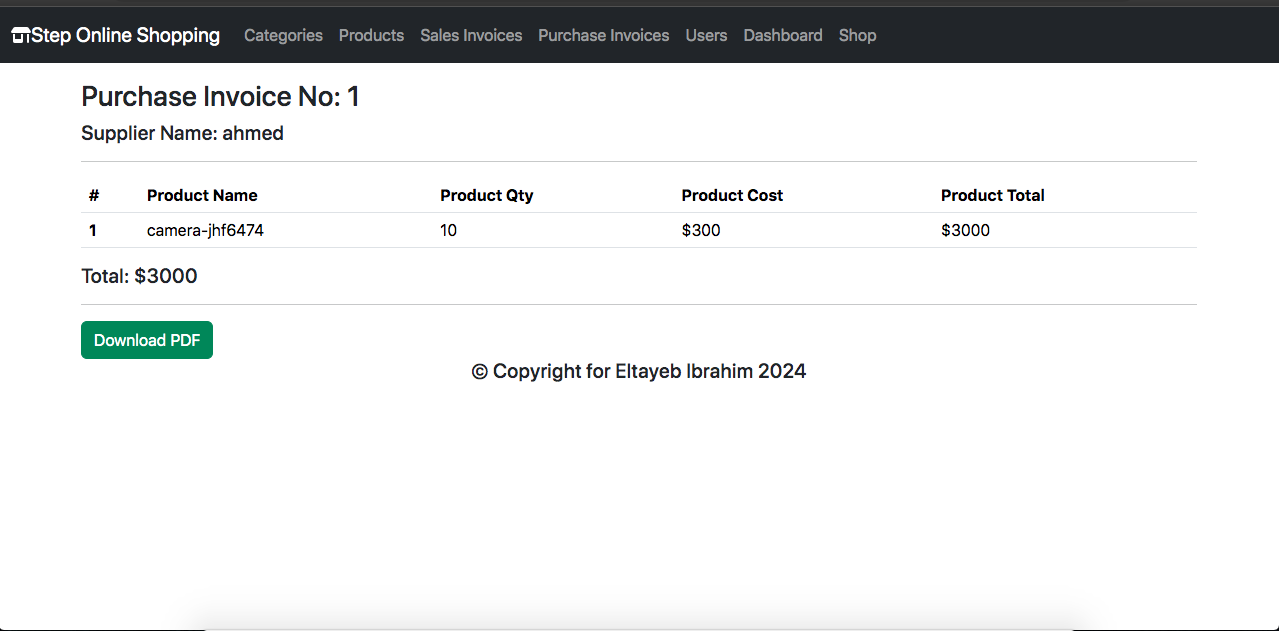 Step Online Shopping Categories Products Sales Invoices Purchase Invoices Users Dashboard Shop
Purchase Invoice No: 1
Supplier Name: ahmed
# Product Name Product Qty Product Cost Product Total
1 camera-jhf6474 10 $300 $3000
Total: $3000
Download PDF
© Copyright for Eltayeb Ibrahim 2024